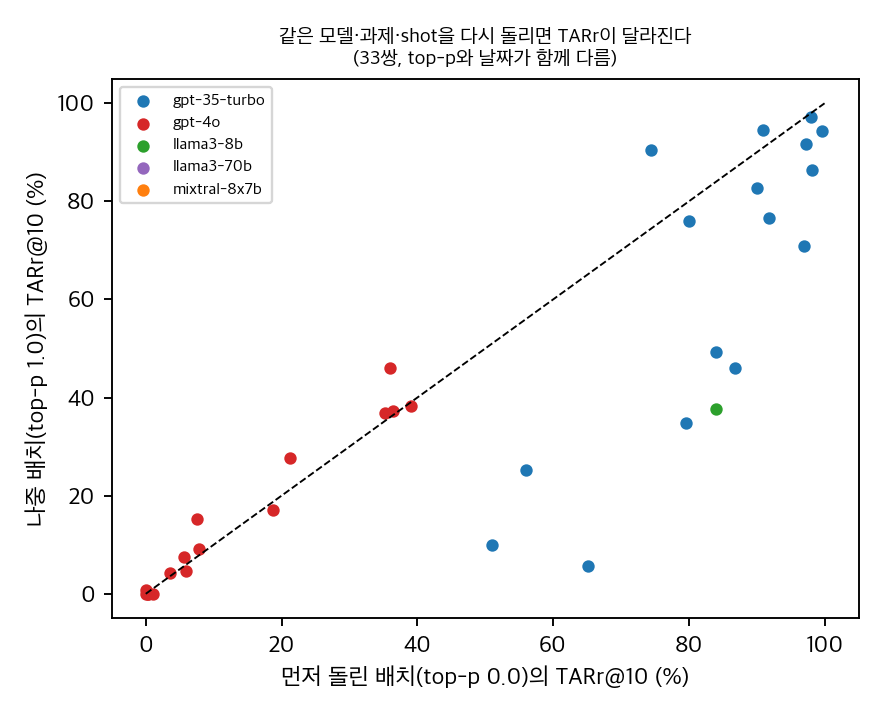 같은 모델·과제·shot을 다시 돌리면 TARr이 달라진다
(33쌍, top-p와 날짜가 함께 다름)
gpt-35-turbo
gpt-4o
llama3-8b
llama3-70b
mixtral-8x7b
100
80
60
40
20
0
나중 배치(top-p 1.0)의 TARr@10 (%)
0 20 40 60 80 100
먼저 돌린 배치(top-p 0.0)의 TARr@10 (%)